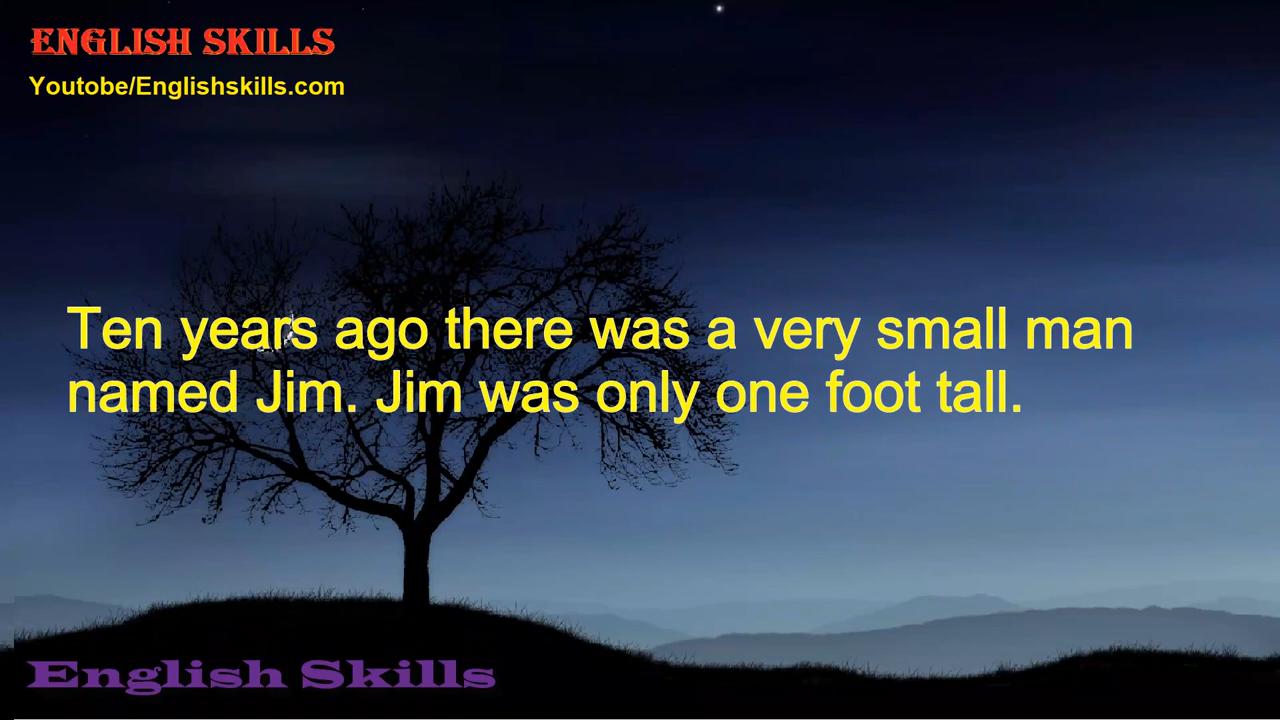 ENGLISH SKILLS
Youtobe/Englishskills.com
Ten years ago there was a very small man
named Jim. Jim was only one foot tall.
English Skills